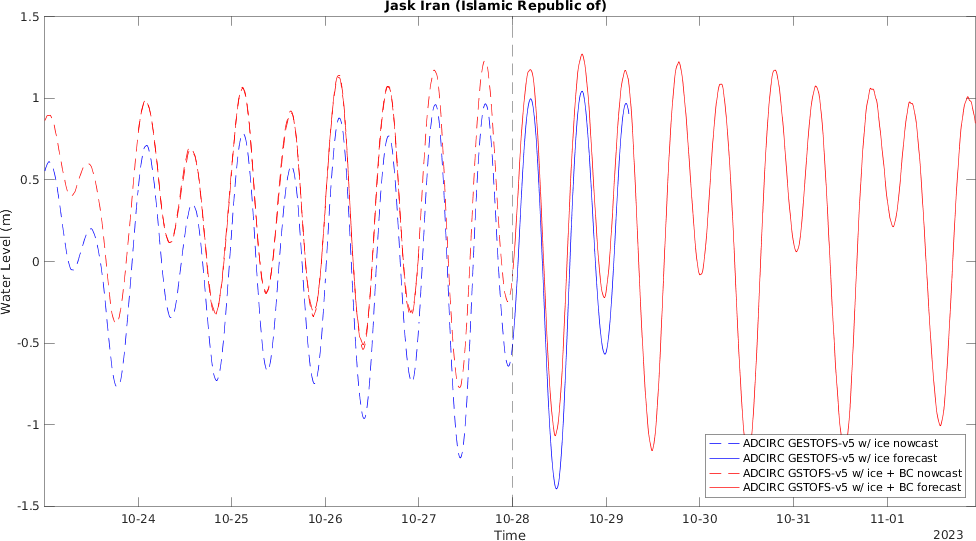 Jask Iran (Islamic Republic of)
1.5
1
0.5
0
-0.5
-1
-1.5
Water Level (m)
ADCIRC GESTOFS-v5 w/ ice nowcast
ADCIRC GESTOFS-v5 w/ ice forecast
ADCIRC GSTOFS-v5 w/ ice + BC nowcast
ADCIRC GSTOFS-v5 w/ ice + BC forecast
10-24
10-25
10-26
10-27
10-28
10-29
10-30
10-31
11-01
Time
2023